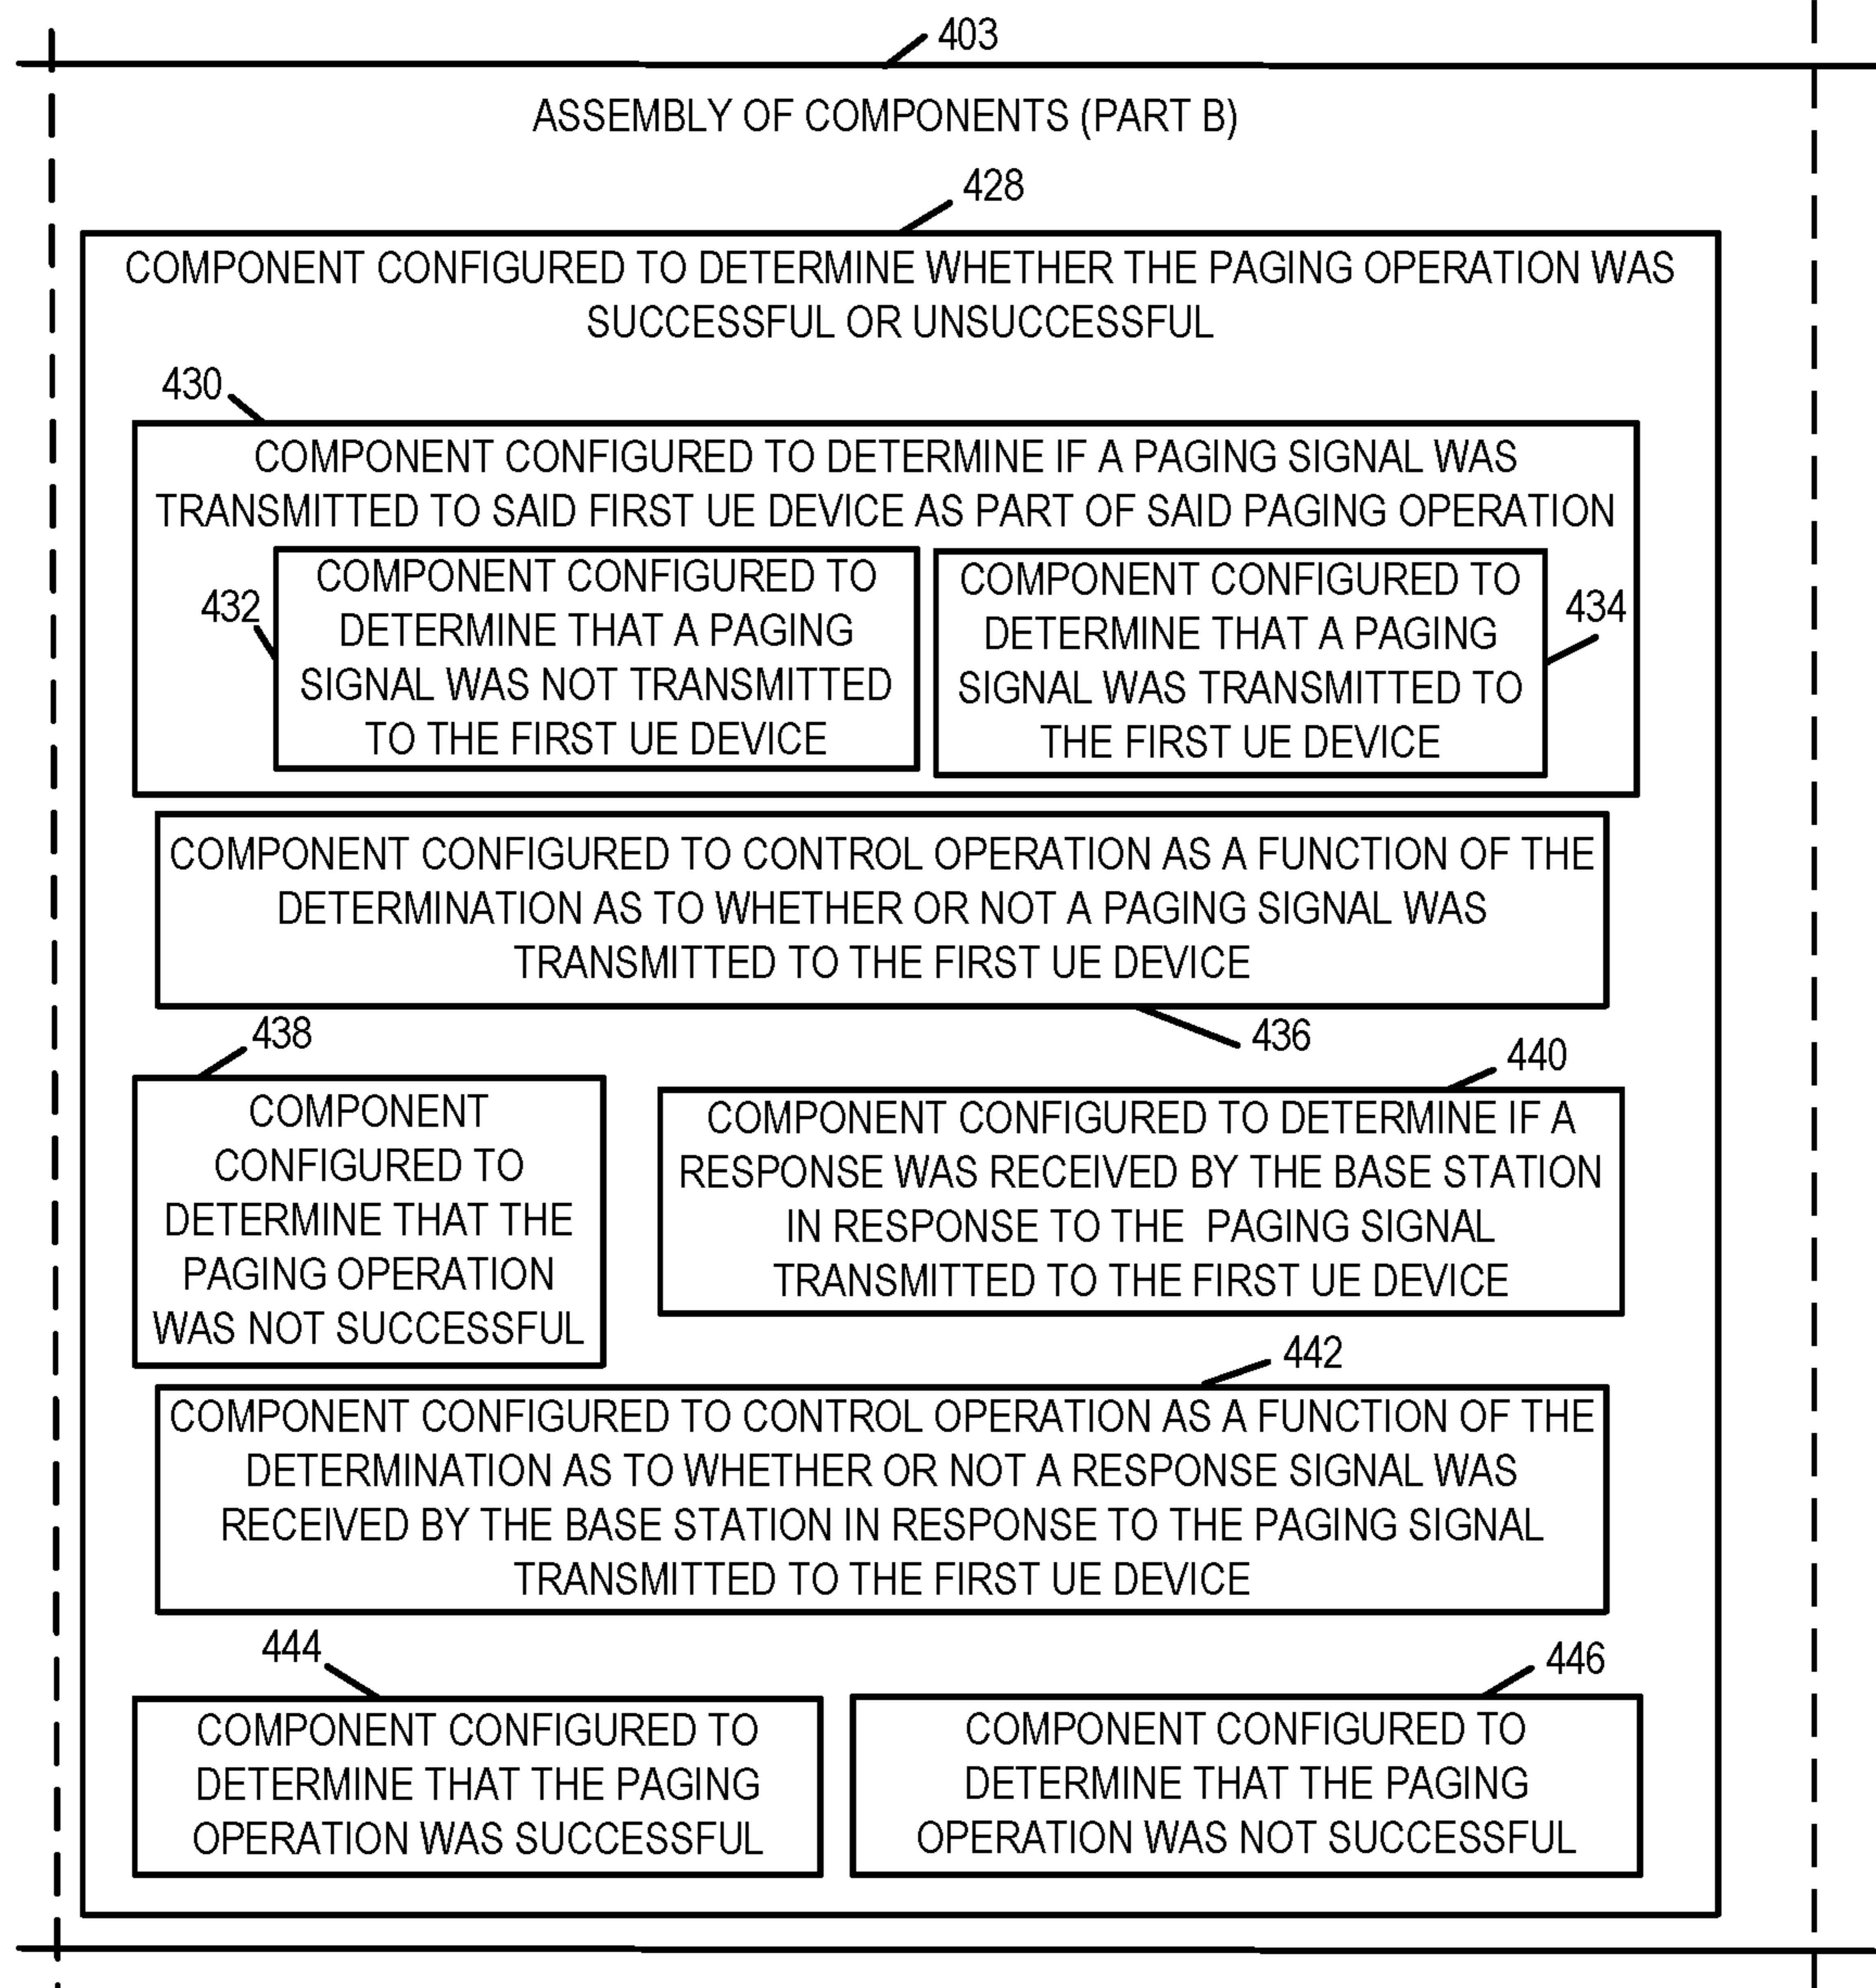 403
ASSEMBLY OF COMPONENTS (PART B)
428
COMPONENT CONFIGURED TO DETERMINE WHETHER THE PAGING OPERATION WAS
SUCCESSFUL OR UNSUCCESSFUL
430
COMPONENT CONFIGURED TO DETERMINE IF A PAGING SIGNAL WAS
TRANSMITTED TO SAID FIRST UE DEVICE AS PART OF SAID PAGING OPERATION
432
COMPONENT CONFIGURED TO
DETERMINE THAT A PAGING
SIGNAL WAS NOT TRANSMITTED
TO THE FIRST UE DEVICE
COMPONENT CONFIGURED TO
DETERMINE THAT A PAGING
SIGNAL WAS TRANSMITTED TO
THE FIRST UE DEVICE
434
COMPONENT CONFIGURED TO CONTROL OPERATION AS A FUNCTION OF THE
DETERMINATION AS TO WHETHER OR NOT A PAGING SIGNAL WAS
TRANSMITTED TO THE FIRST UE DEVICE
436
438
COMPONENT
CONFIGURED TO
DETERMINE THAT THE
PAGING OPERATION
WAS NOT SUCCESSFUL
440
COMPONENT CONFIGURED TO DETERMINE IF A
RESPONSE WAS RECEIVED BY THE BASE STATION
IN RESPONSE TO THE PAGING SIGNAL
TRANSMITTED TO THE FIRST UE DEVICE
442
COMPONENT CONFIGURED TO CONTROL OPERATION AS A FUNCTION OF THE
DETERMINATION AS TO WHETHER OR NOT A RESPONSE SIGNAL WAS
RECEIVED BY THE BASE STATION IN RESPONSE TO THE PAGING SIGNAL
TRANSMITTED TO THE FIRST UE DEVICE
444
COMPONENT CONFIGURED TO
DETERMINE THAT THE PAGING
OPERATION WAS SUCCESSFUL
446
COMPONENT CONFIGURED TO
DETERMINE THAT THE PAGING
OPERATION WAS NOT SUCCESSFUL